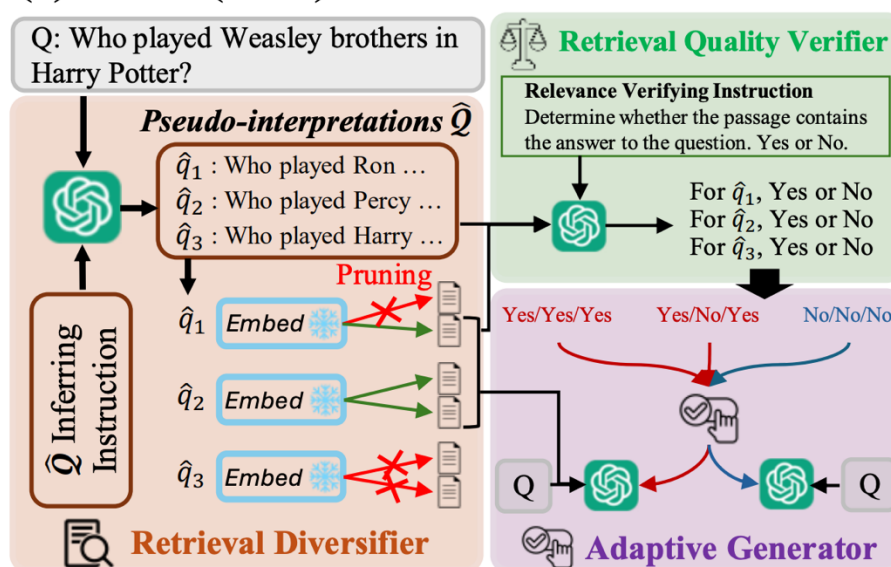 Q: Who played Weasley brothers in
Harry Potter?
Pseudo-interpretations Q̂
q̂₁ : Who played Ron ...
q̂₂ : Who played Percy ...
q̂₃ : Who played Harry ...
Q̂ Inferring
Instruction
Pruning
q̂₁
Embed
q̂₂
Embed
q̂₃
Embed
Retrieval Diversifier
Retrieval Quality Verifier
Relevance Verifying Instruction
Determine whether the passage contains
the answer to the question. Yes or No.
For q̂₁, Yes or No
For q̂₂, Yes or No
For q̂₃, Yes or No
Yes/Yes/Yes
Yes/No/Yes
No/No/No
Q
Q
Adaptive Generator